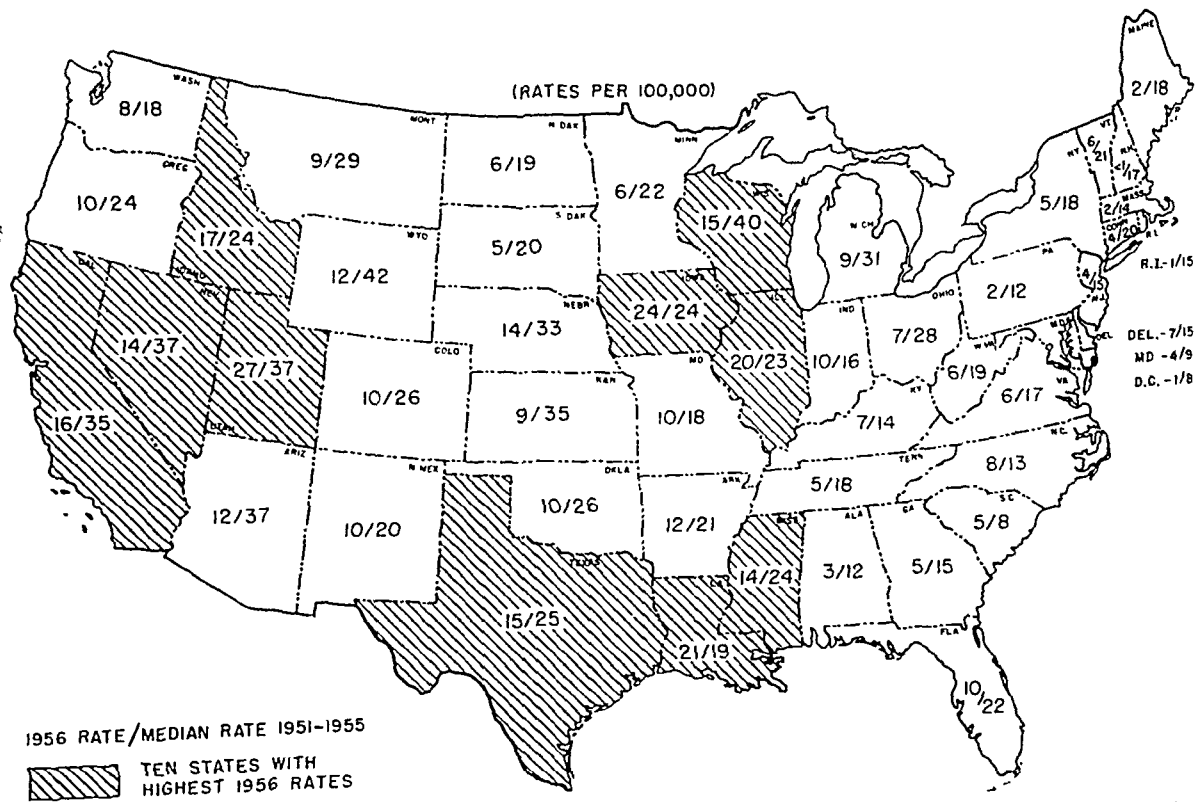 (RATES PER 100,000)
WASH
8/18
OREG
10/24
CAL
16/35
NEV.
14/37
IDAHO
17/24
UTAH
27/37
ARIZ
12/37
MONT
9/29
WYO
12/42
COLO
10/26
N MEX
10/20
N. DAK
6/19
S DAK
5/20
NEBR
14/33
KAN
9/35
OKLA
10/26
TEXAS
15/25
MINN
6/22
24/24
MO
10/18
ARK
12/21
LA
21/19
WIS
15/40
ILL
20/23
MISS
14/24
MICH
9/31
IND
10/16
OHIO
7/28
KY
7/14
TENN
5/18
ALA
3/12
GA
5/15
FLA
10/22
S C
5/8
N.C.
8/13
VA
6/17
W VA
6/19
PA
2/12
NY
5/18
VT
6/21
<1/17
MAINE
2/18
MASS
2/14
CONN
4/20
R I.
R.I.-1/15
4/15
N.J.
MD
DEL
DEL.-7/15
MD -4/9
D.C. -1/8
1956 RATE/MEDIAN RATE 1951-1955
TEN STATES WITH
HIGHEST 1956 RATES